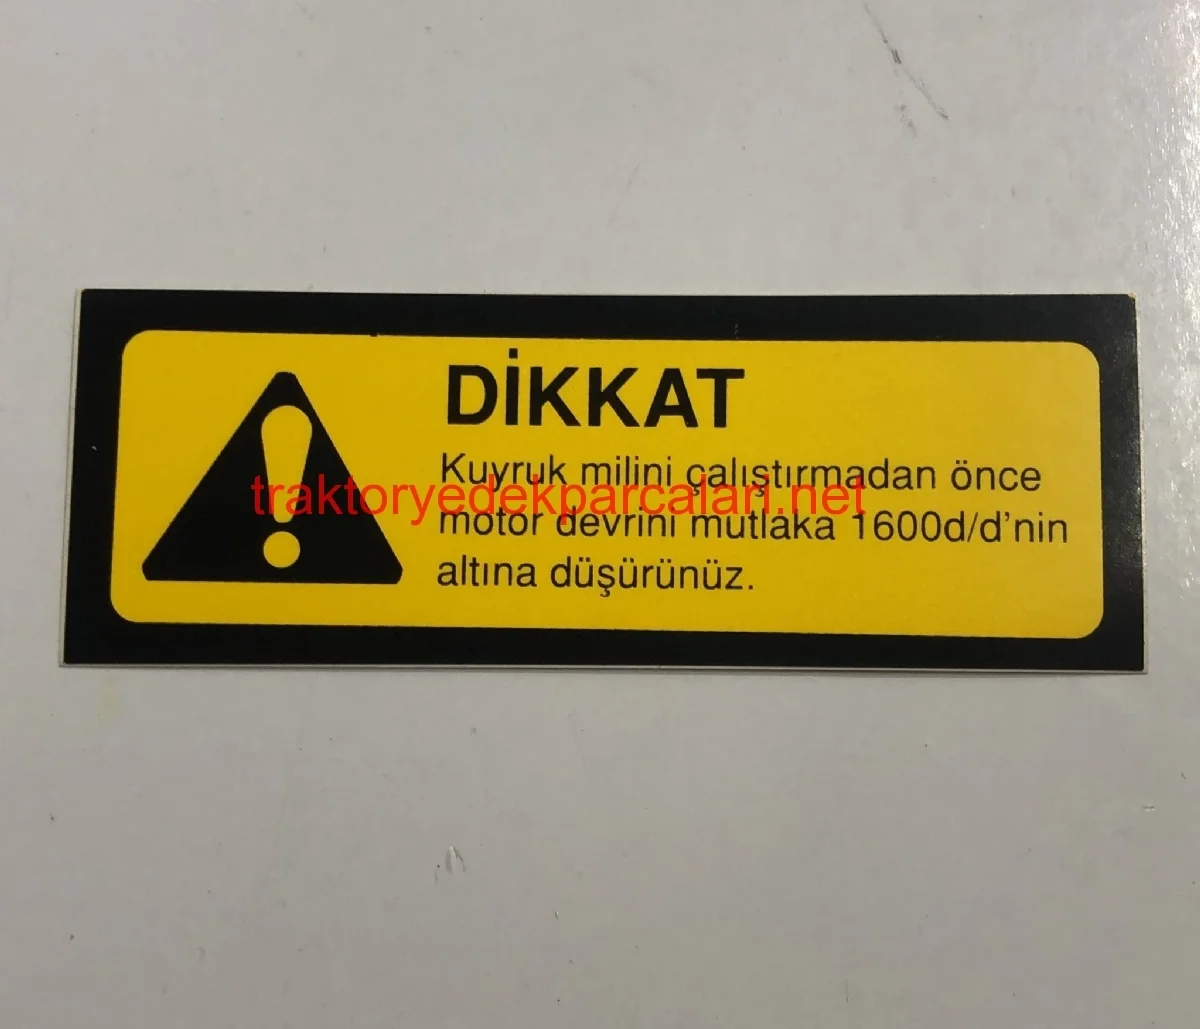 DİKKAT
Kuyruk milini çalıştırmadan önce
traktoryedekparcalari.net
motor devrini mutlaka 1600d/d'nin
altına düşürünüz.